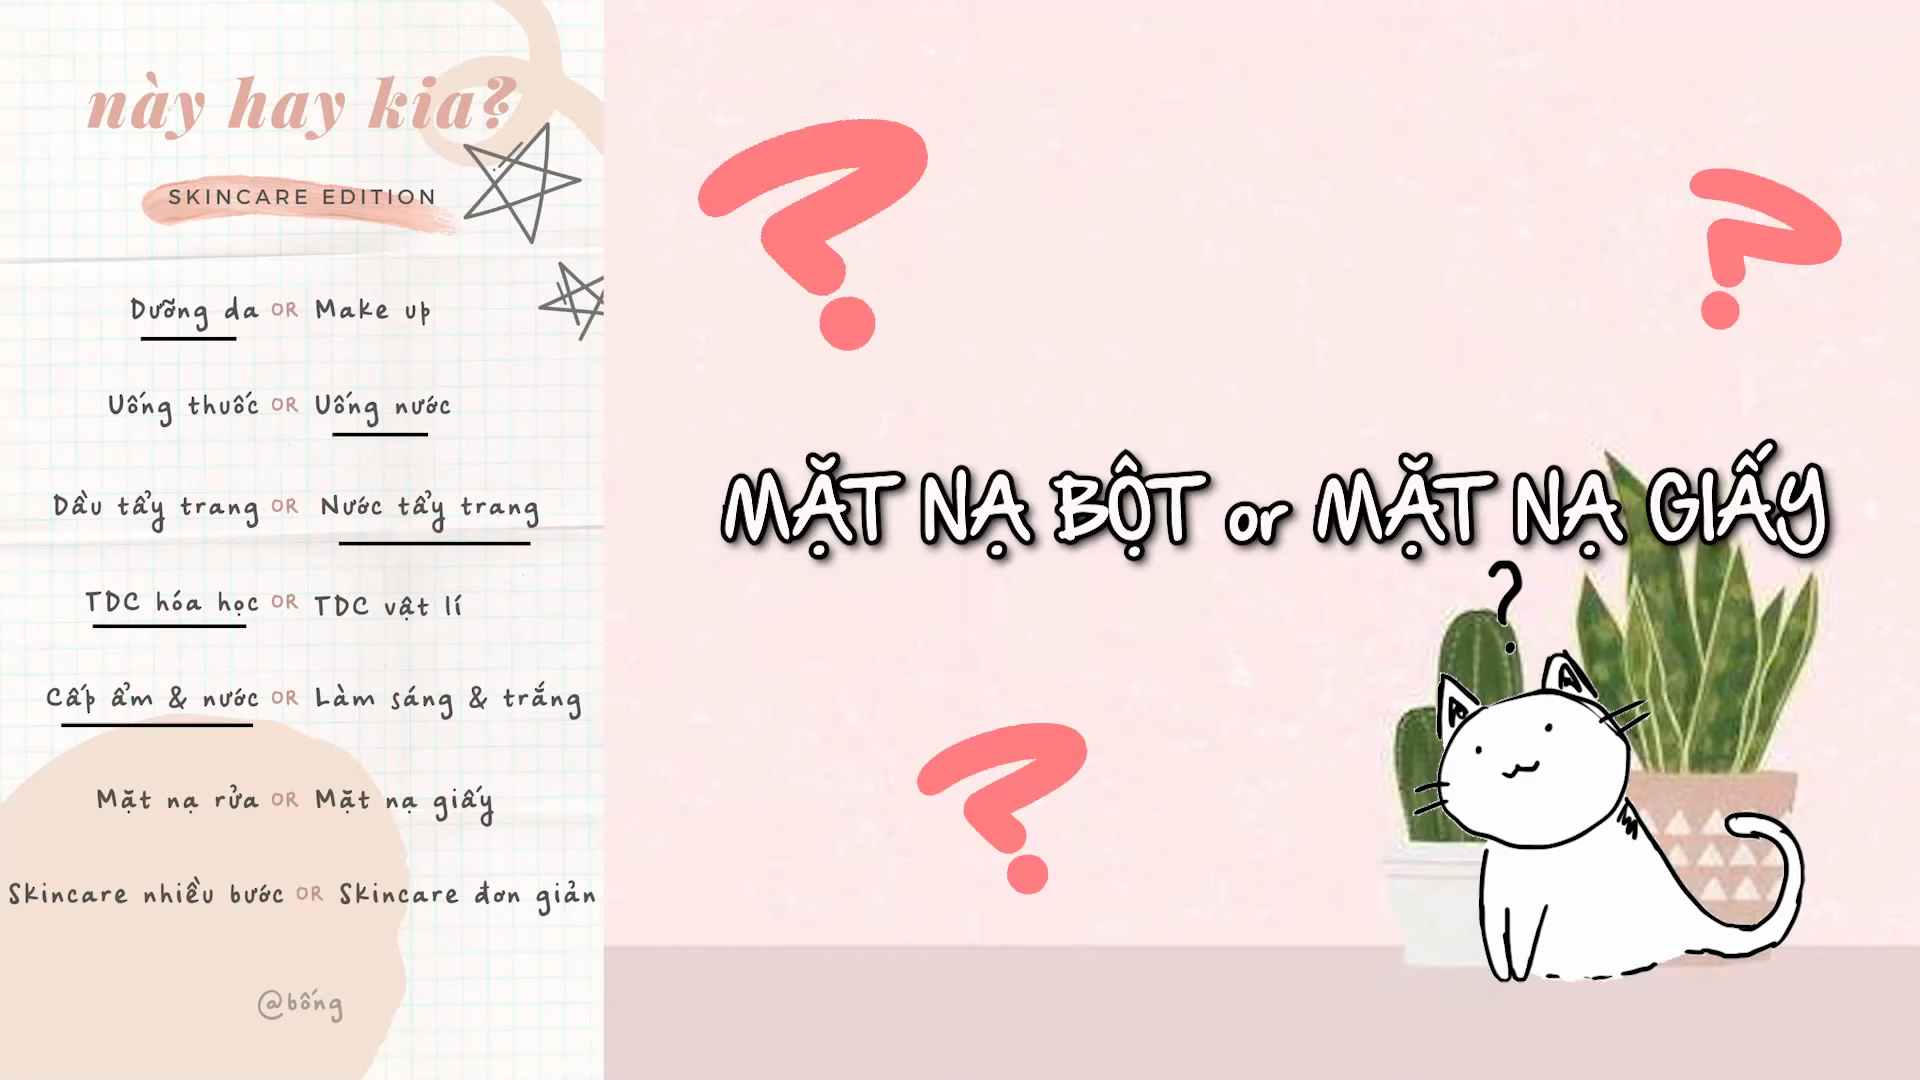 này hay kia?
SKINCARE EDITION
Dưỡng da OR Make up
Uống thuốc OR Uống nước
Dầu tẩy trang OR Nước tẩy trang
TDC hóa học OR TDC vật lí
Cấp ẩm & nước OR Làm sáng & trắng
Mặt nạ rửa OR Mặt nạ giấy
Skincare nhiều bước OR Skincare đơn giản
@bống
MẶT NẠ BỘT or MẶT NẠ GIẤY
?